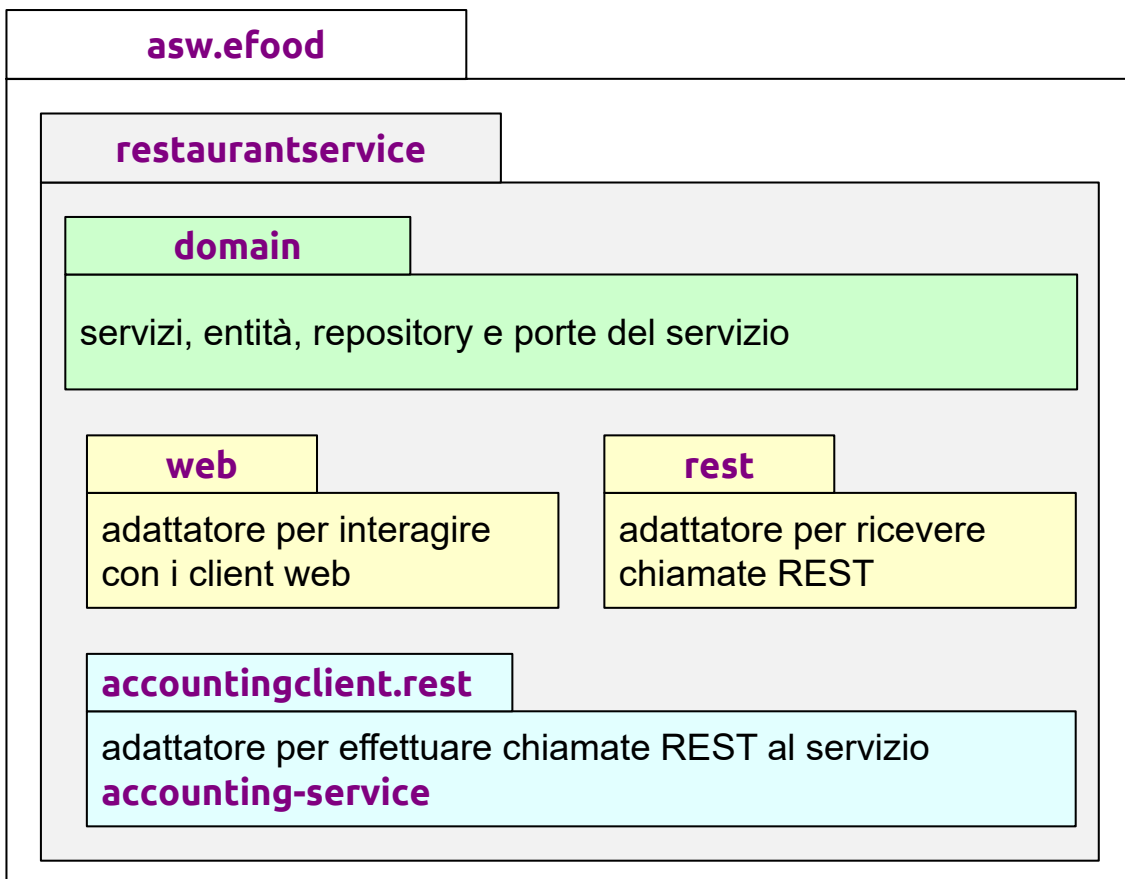 asw.efood
restaurantservice
domain
servizi, entità, repository e porte del servizio
web
adattatore per interagire
con i client web
rest
adattatore per ricevere
chiamate REST
accountingclient.rest
adattatore per effettuare chiamate REST al servizio
accounting-service